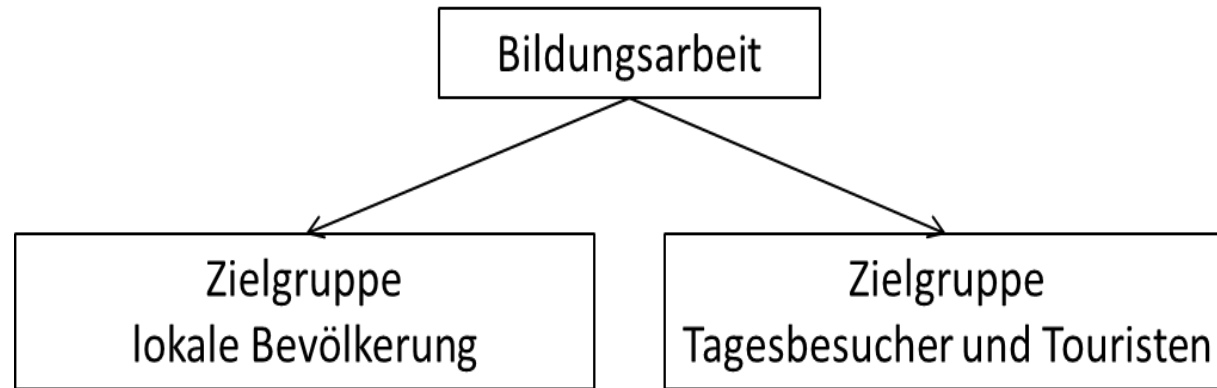 Bildungsarbeit
Zielgruppe
lokale Bevölkerung
Zielgruppe
Tagesbesucher und Touristen